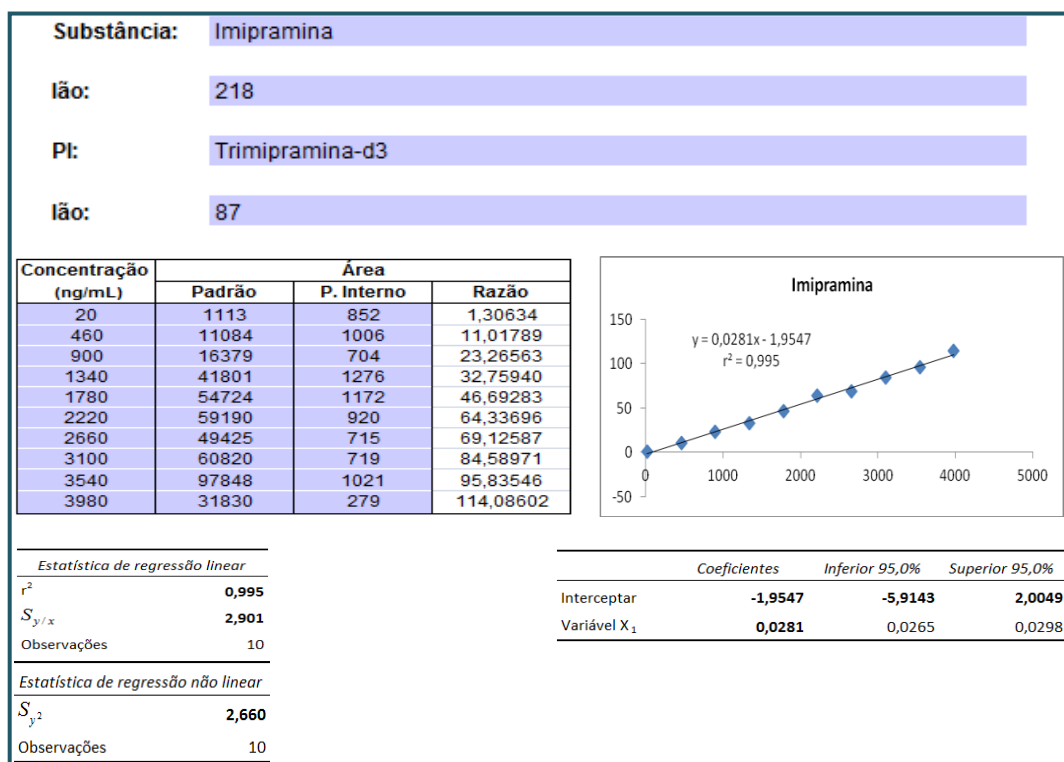 Substância: Imipramina
Ião: 218
PI: Trimipramina-d3
Ião: 87
Concentração Área
(ng/mL) Padrão P. Interno Razão
20 1113 852 1,30634
460 11084 1006 11,01789
900 16379 704 23,26563
1340 41801 1276 32,75940
1780 54724 1172 46,69283
2220 59190 920 64,33696
2660 49425 715 69,12587
3100 60820 719 84,58971
3540 97848 1021 95,83546
3980 31830 279 114,08602
Imipramina
y = 0,0281x - 1,9547
r² = 0,995
150
100
50
0
-50
0 1000 2000 3000 4000 5000
Estatística de regressão linear
r² 0,995
S y/x 2,901
Observações 10
Estatística de regressão não linear
S y² 2,660
Observações 10
Coeficientes Inferior 95,0% Superior 95,0%
Interceptar -1,9547 -5,9143 2,0049
Variável X 1 0,0281 0,0265 0,0298